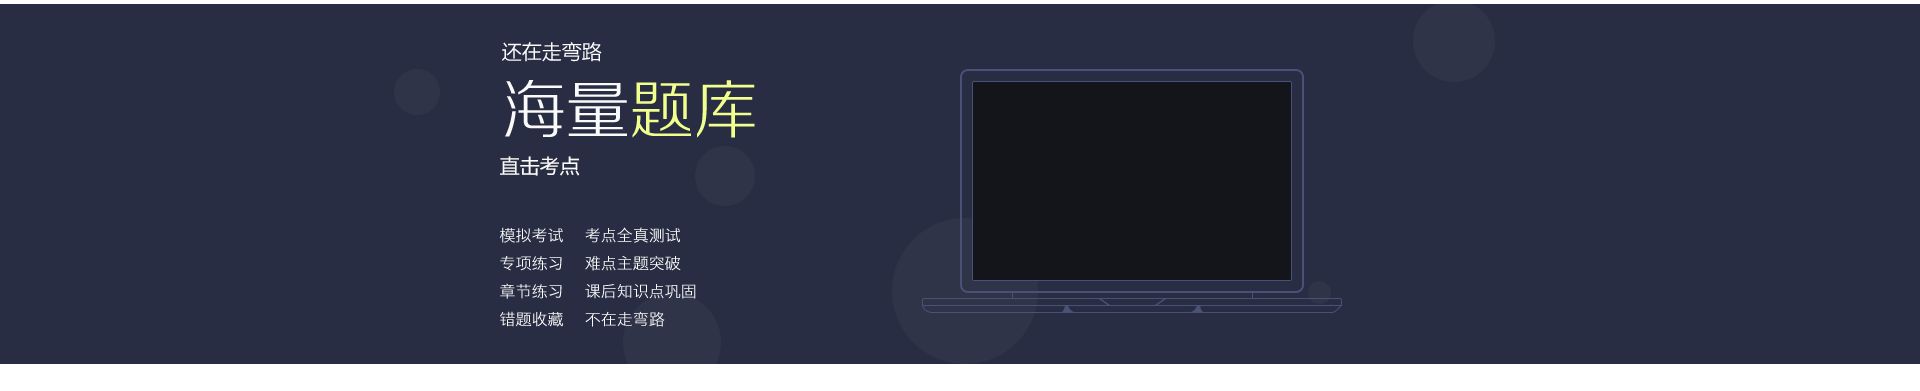 还在走弯路
海量题库
直击考点
模拟考试 考点全真测试
专项练习 难点主题突破
章节练习 课后知识点巩固
错题收藏 不在走弯路